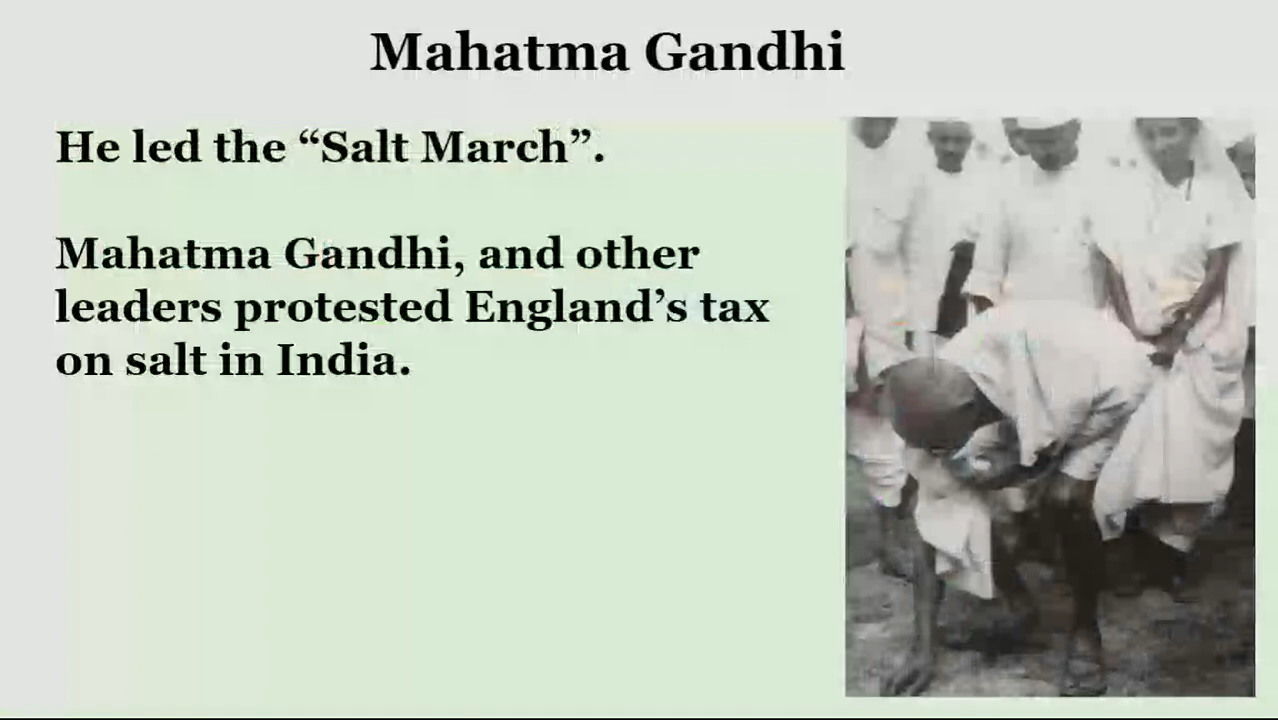 Mahatma Gandhi
He led the “Salt March”.
Mahatma Gandhi, and other
leaders protested England’s tax
on salt in India.